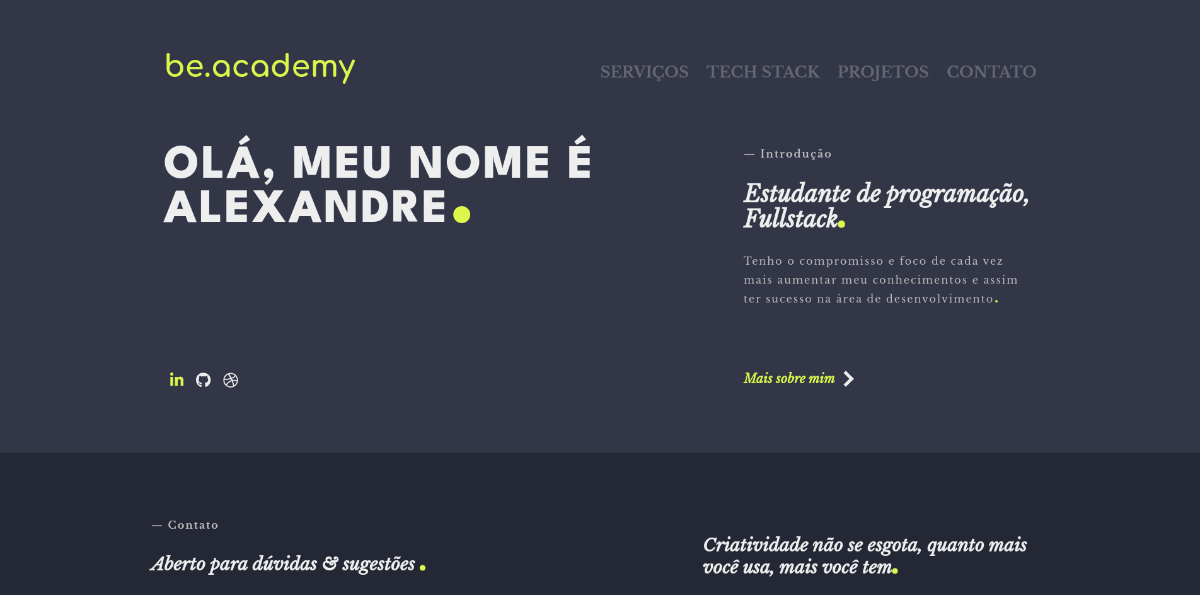 be.academy
SERVIÇOS TECH STACK PROJETOS CONTATO
OLÁ, MEU NOME É
ALEXANDRE.
— Introdução
Estudante de programação,
Fullstack.
Tenho o compromisso e foco de cada vez
mais aumentar meu conhecimentos e assim
ter sucesso na área de desenvolvimento.
in
Mais sobre mim
— Contato
Aberto para dúvidas & sugestões .
Criatividade não se esgota, quanto mais
você usa, mais você tem.